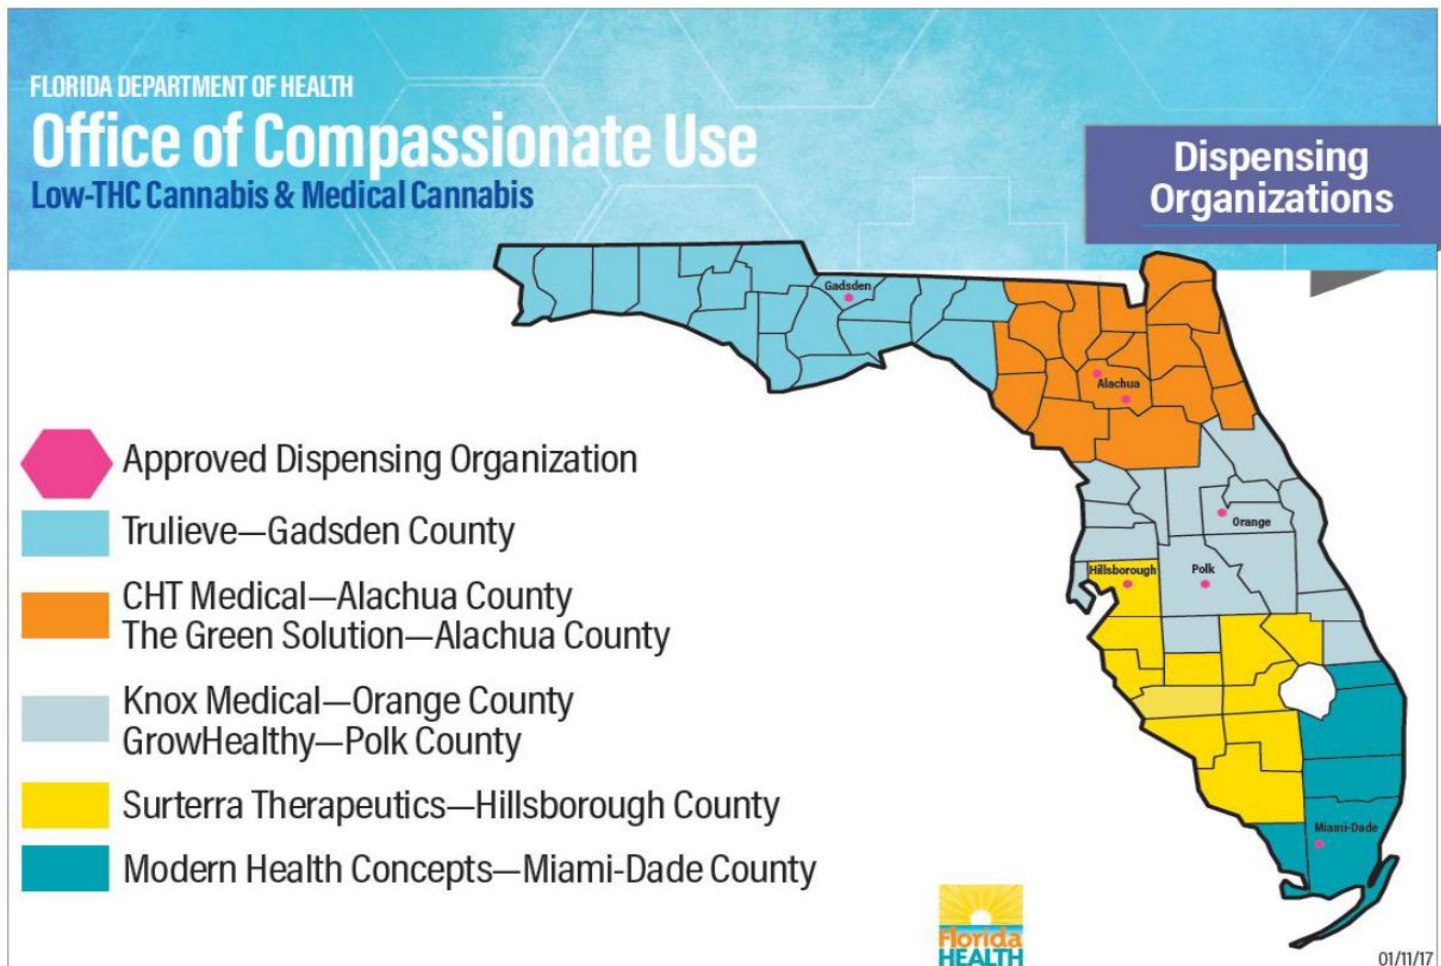 FLORIDA DEPARTMENT OF HEALTH
Office of Compassionate Use
Low-THC Cannabis & Medical Cannabis
Dispensing
Organizations
Gadsden
Alachua
Orange
Hillsborough
Polk
Miami-Dade
Approved Dispensing Organization
Trulieve—Gadsden County
CHT Medical—Alachua County
The Green Solution—Alachua County
Knox Medical—Orange County
GrowHealthy—Polk County
Surterra Therapeutics—Hillsborough County
Modern Health Concepts—Miami-Dade County
Florida
HEALTH
01/11/17